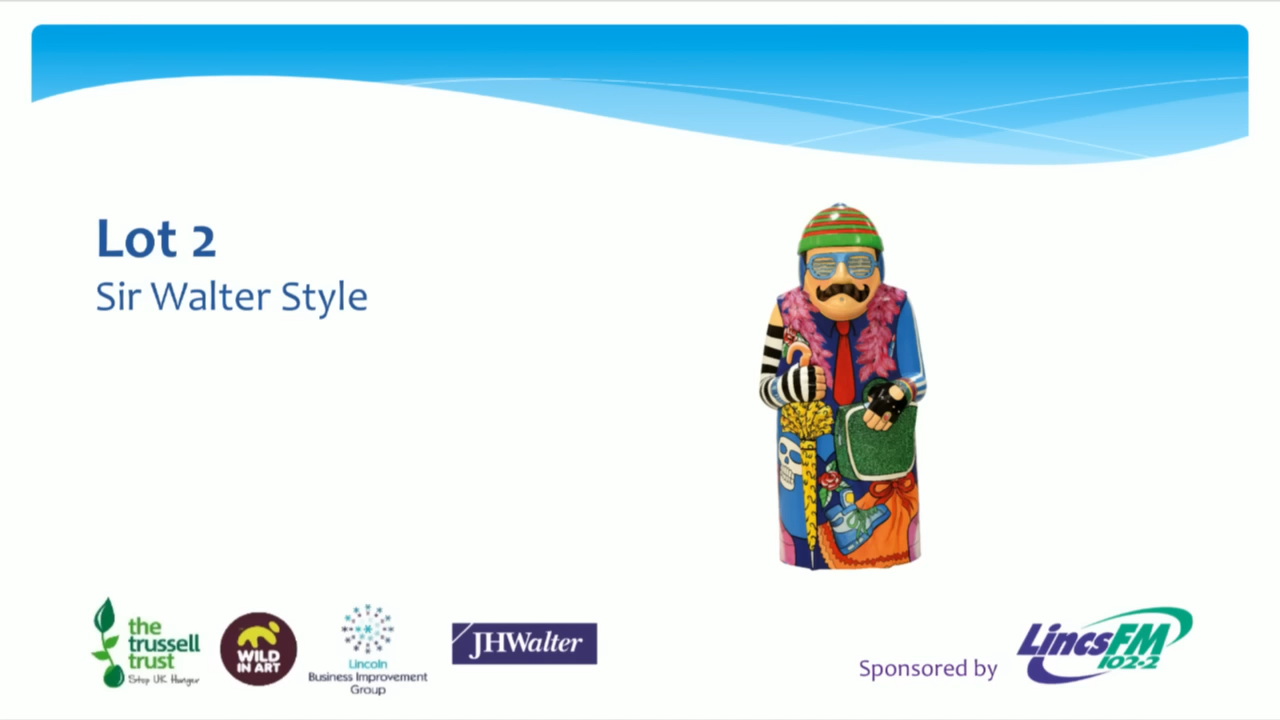 Lot 2
Sir Walter Style
the
trussell
trust
Stop UK Hunger
WILD
IN ART
Lincoln
Business Improvement
Group
JHWalter
Sponsored by
LincsFM
102·2